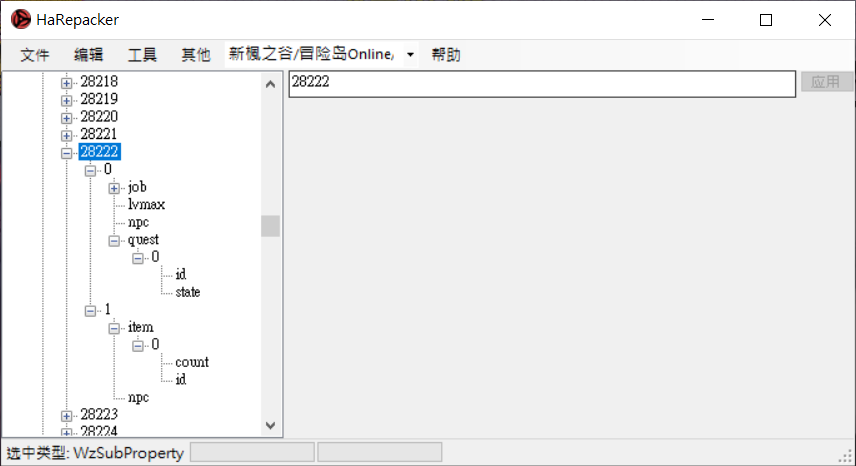 HaRepacker
文件 编辑 工具 其他 新楓之谷/冒险岛Online/ 帮助
28218
28219
28220
28221
28222
0
job
lvmax
npc
quest
0
id
state
1
item
0
count
id
npc
28223
28224
28222
应用
选中类型: WzSubProperty